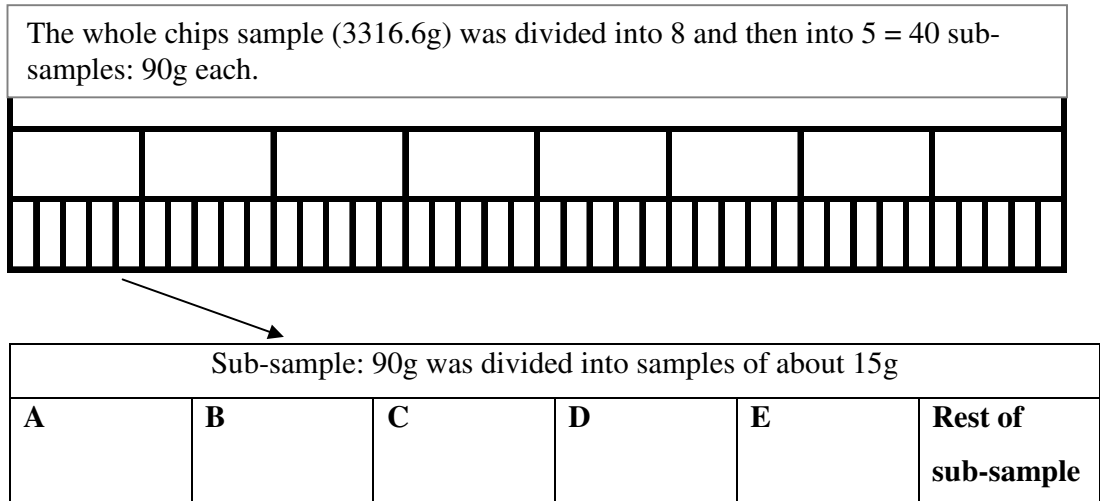 The whole chips sample (3316.6g) was divided into 8 and then into 5 = 40 sub-
samples: 90g each.
Sub-sample: 90g was divided into samples of about 15g
A B C D E Rest of
sub-sample